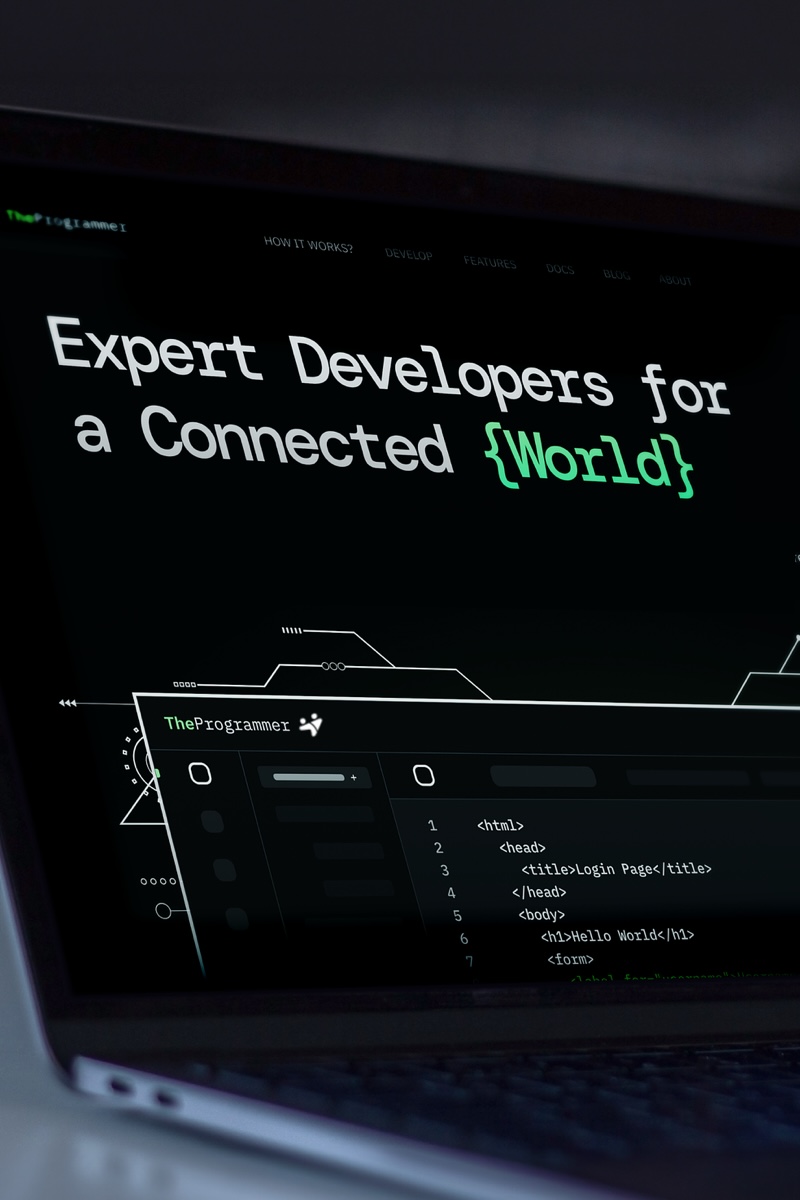 TheProgrammer
HOW IT WORKS? DEVELOP FEATURES DOCS BLOG ABOUT
Expert Developers for
a Connected {World}
TheProgrammer
+
1 <html>
2 <head>
3 <title>Login Page</title>
4 </head>
5 <body>
6 <h1>Hello World</h1>
7 <form>